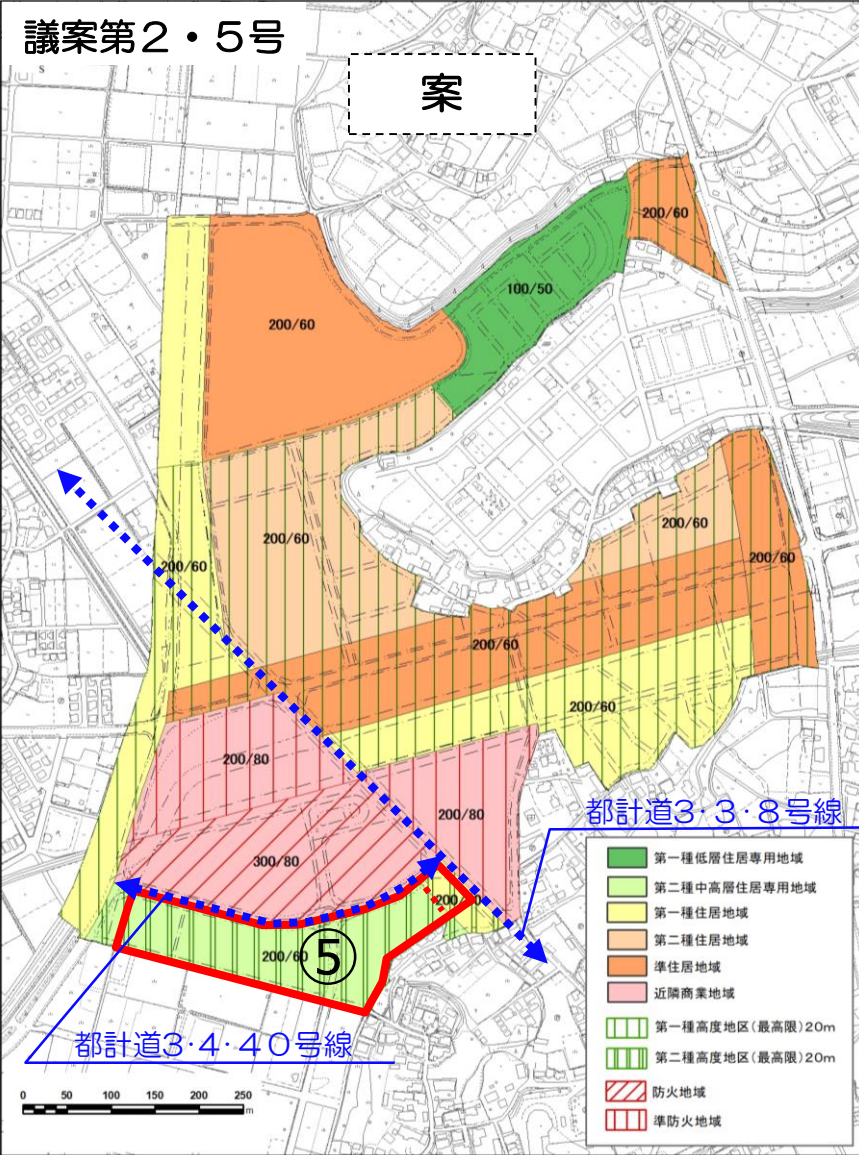 議案第2・5号
案
200/60
100/50
200/60
200/60
200/60
200/60
200/60
200/60
200/60
200/80
200/80
300/80
都計道3・3・8号線
200/60
⑤
都計道3・4・40号線
第一種低層住居専用地域
第二種中高層住居専用地域
第一種住居地域
第二種住居地域
準住居地域
近隣商業地域
第一種高度地区(最高限)20m
第二種高度地区(最高限)20m
防火地域
準防火地域
0 50 100 150 200 250
m